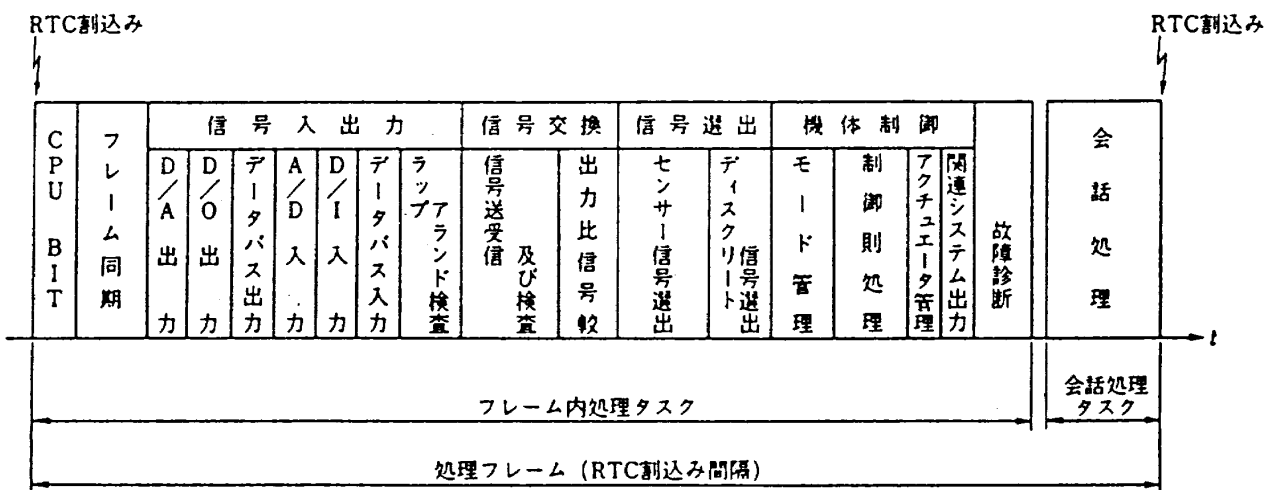 RTC割込み
RTC割込み
CPU BIT
フレーム同期
信号入出力
D/A出力
D/O出力
データバス出力
A/D入力
D/I入力
データバス入力
ラップアランド検査
信号交換
信号送受信及び検査
出力比信号較
信号選出
センサー信号選出
ディスクリート信号選出
機体制御
モード管理
制御則処理
アクチュエータ管理
関連システム出力
故障診断
会話処理
t
フレーム内処理タスク
会話処理
タスク
処理フレーム (RTC割込み間隔)